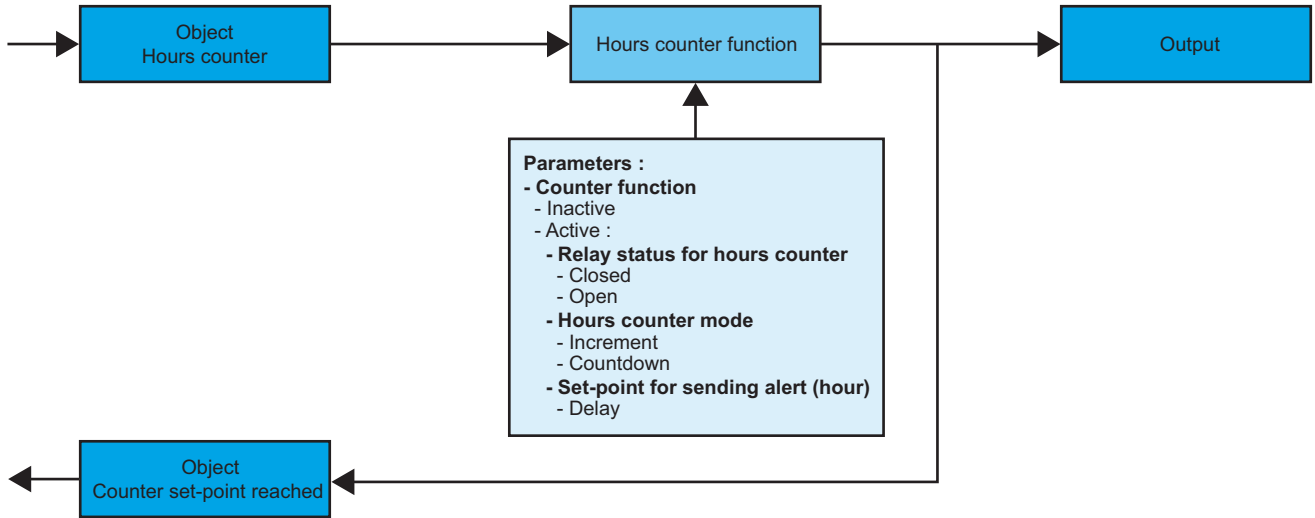 Object
Hours counter
Hours counter function
Output
Parameters :
- Counter function
- Inactive
- Active :
- Relay status for hours counter
- Closed
- Open
- Hours counter mode
- Increment
- Countdown
- Set-point for sending alert (hour)
- Delay
Object
Counter set-point reached